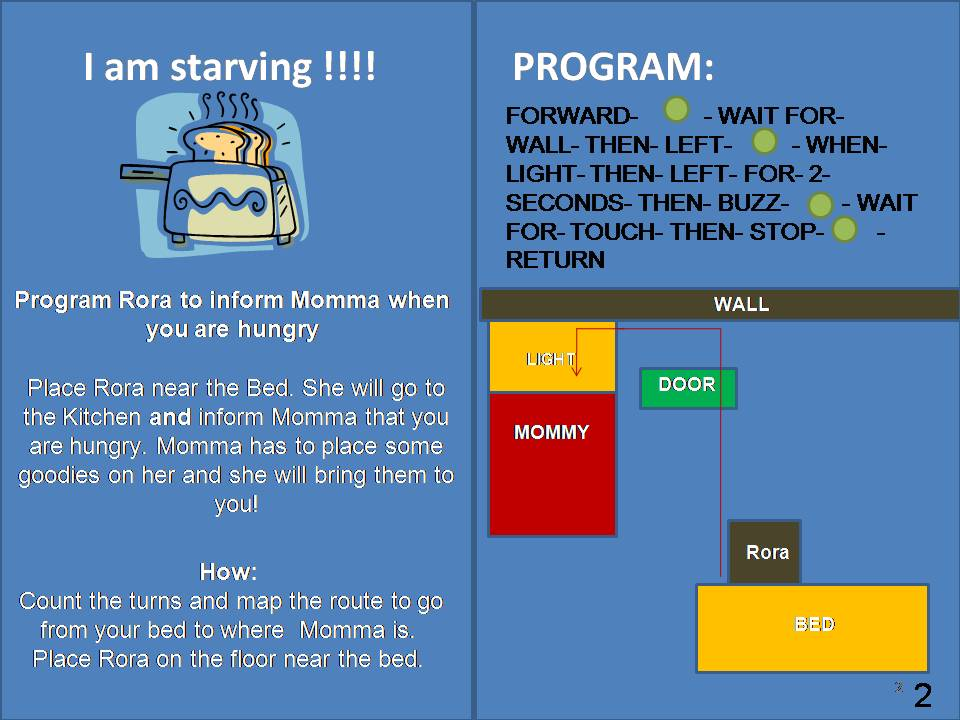 I am starving !!!!
Program Rora to inform Momma when
you are hungry
Place Rora near the Bed. She will go to
the Kitchen and inform Momma that you
are hungry. Momma has to place some
goodies on her and she will bring them to
you!
How:
Count the turns and map the route to go
from your bed to where Momma is.
Place Rora on the floor near the bed.
PROGRAM:
FORWARD- - WAIT FOR-
WALL- THEN- LEFT- - WHEN-
LIGHT- THEN- LEFT- FOR- 2-
SECONDS- THEN- BUZZ- - WAIT
FOR- TOUCH- THEN- STOP- -
RETURN
WALL
LIGHT
DOOR
MOMMY
Rora
BED
2